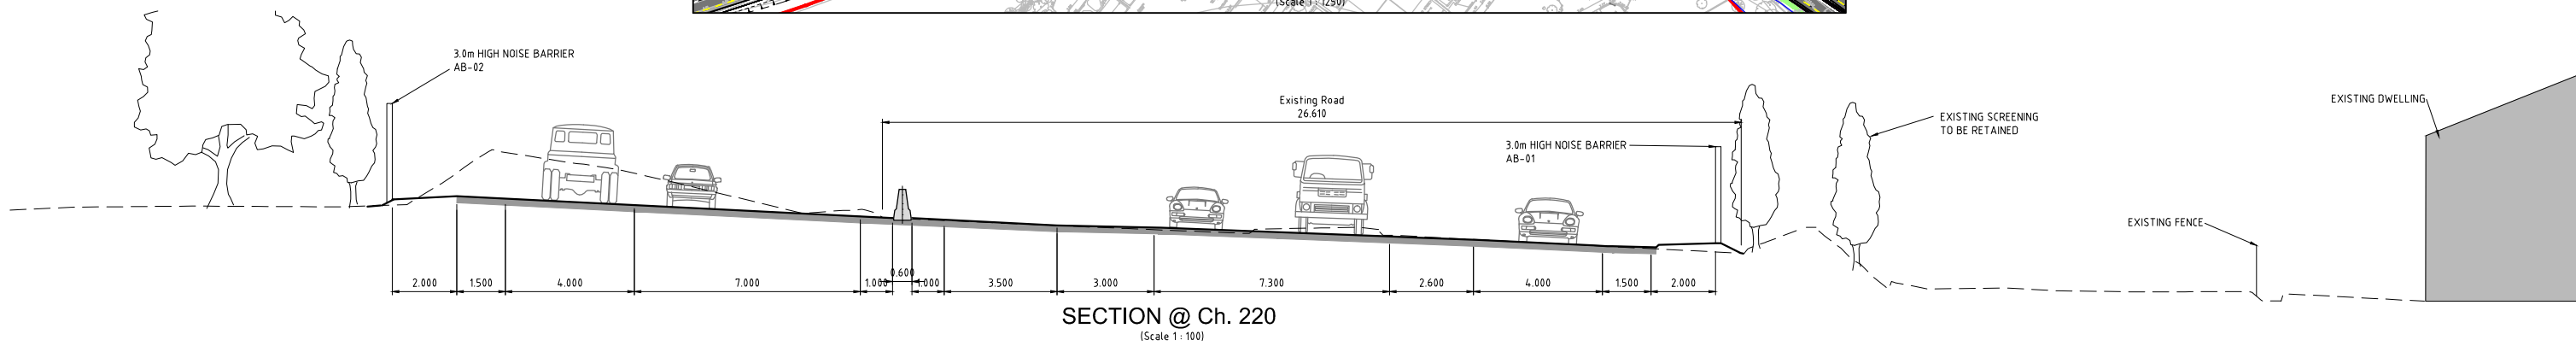 (Scale 1 : 1250)
3.0m HIGH NOISE BARRIER
AB-02
Existing Road
26.610
EXISTING DWELLING
EXISTING SCREENING
TO BE RETAINED
3.0m HIGH NOISE BARRIER
AB-01
EXISTING FENCE
0.600
2.000 1.500 4.000 7.000 1.000 1.000 3.500 3.000 7.300 2.600 4.000 1.500 2.000
SECTION @ Ch. 220
(Scale 1 : 100)